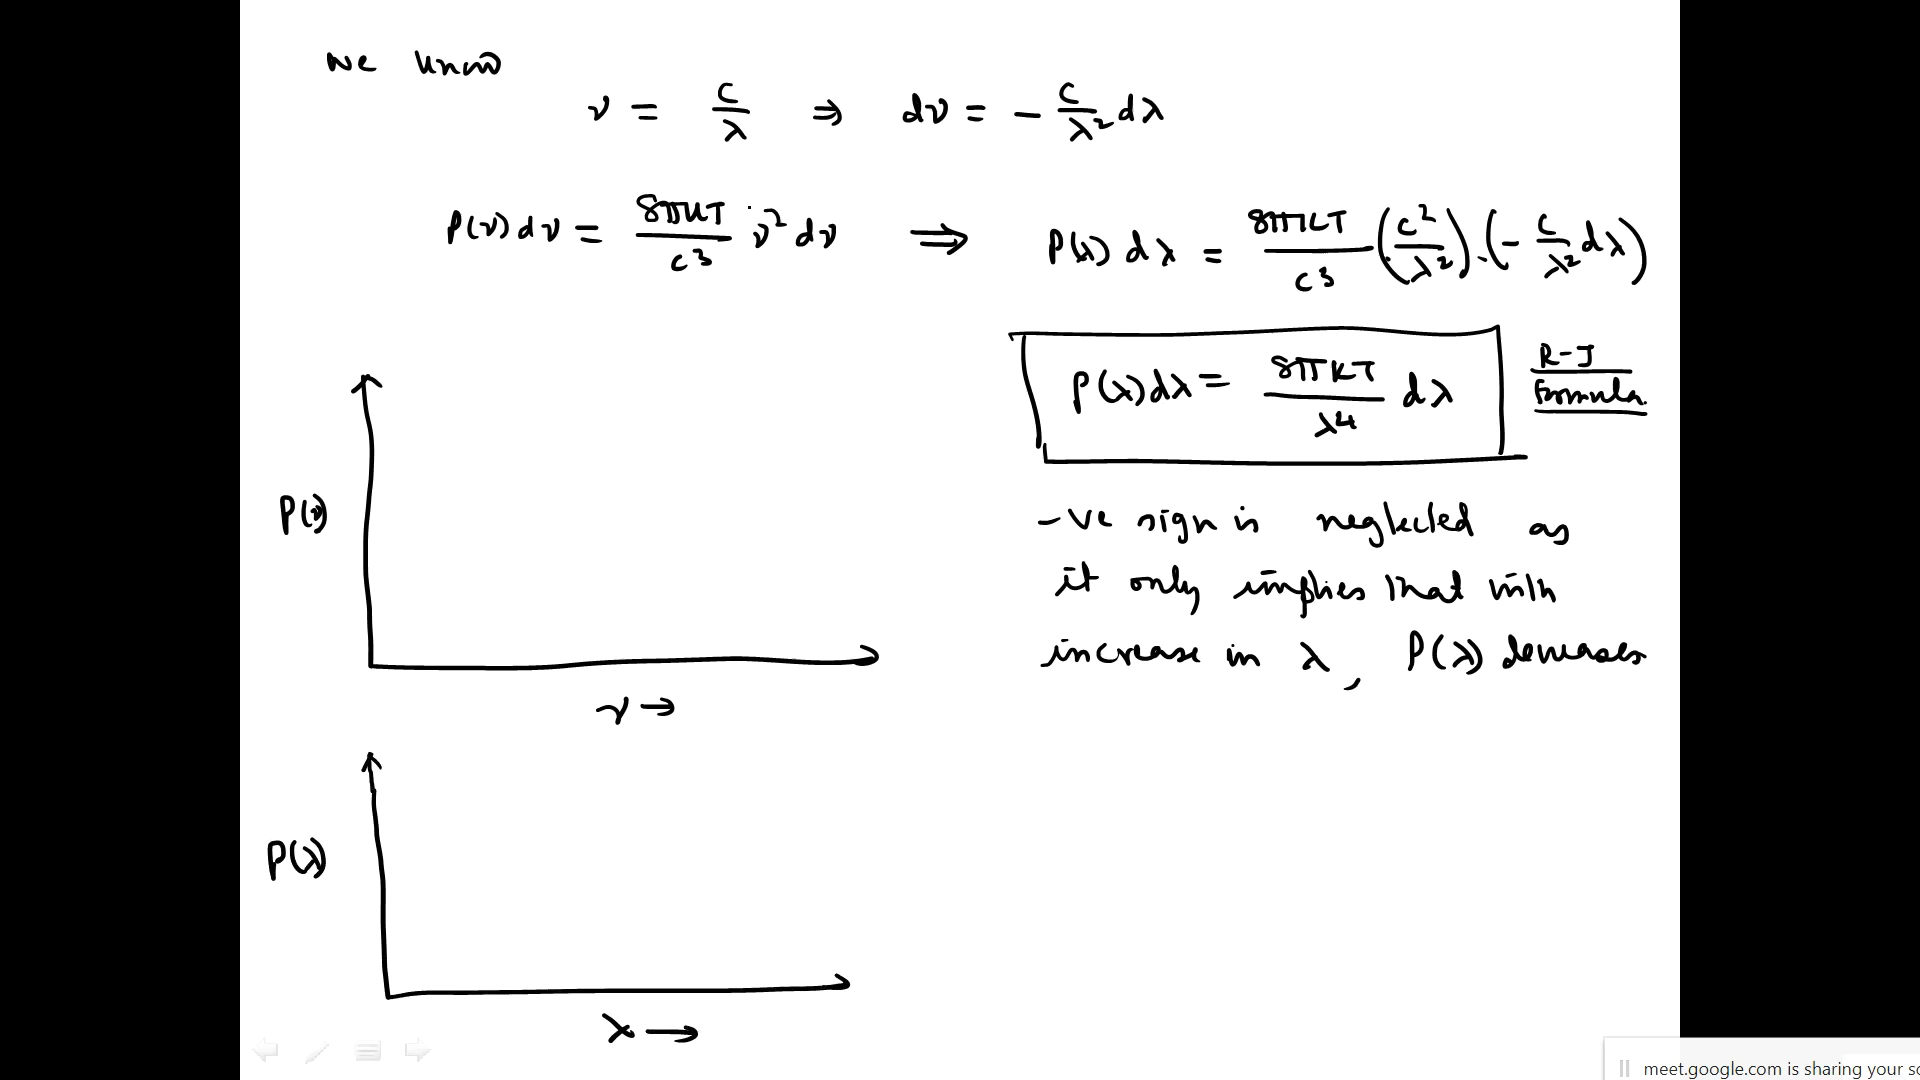 we know
ν = c/λ ⇒ dν = - c/λ² dλ
P(ν) dν = 8πKT/c³ ν² dν ⇒ P(λ) dλ = 8πKT/c³ (c²/λ²).(- c/λ² dλ)
P(λ)dλ = 8πKT/λ⁴ dλ
R-J
Formula.
-ve sign is neglected as
it only implies that with
increase in λ, P(λ) decreases
P(ν)
ν →
P(λ)
λ →
meet.google.com is sharing your sc